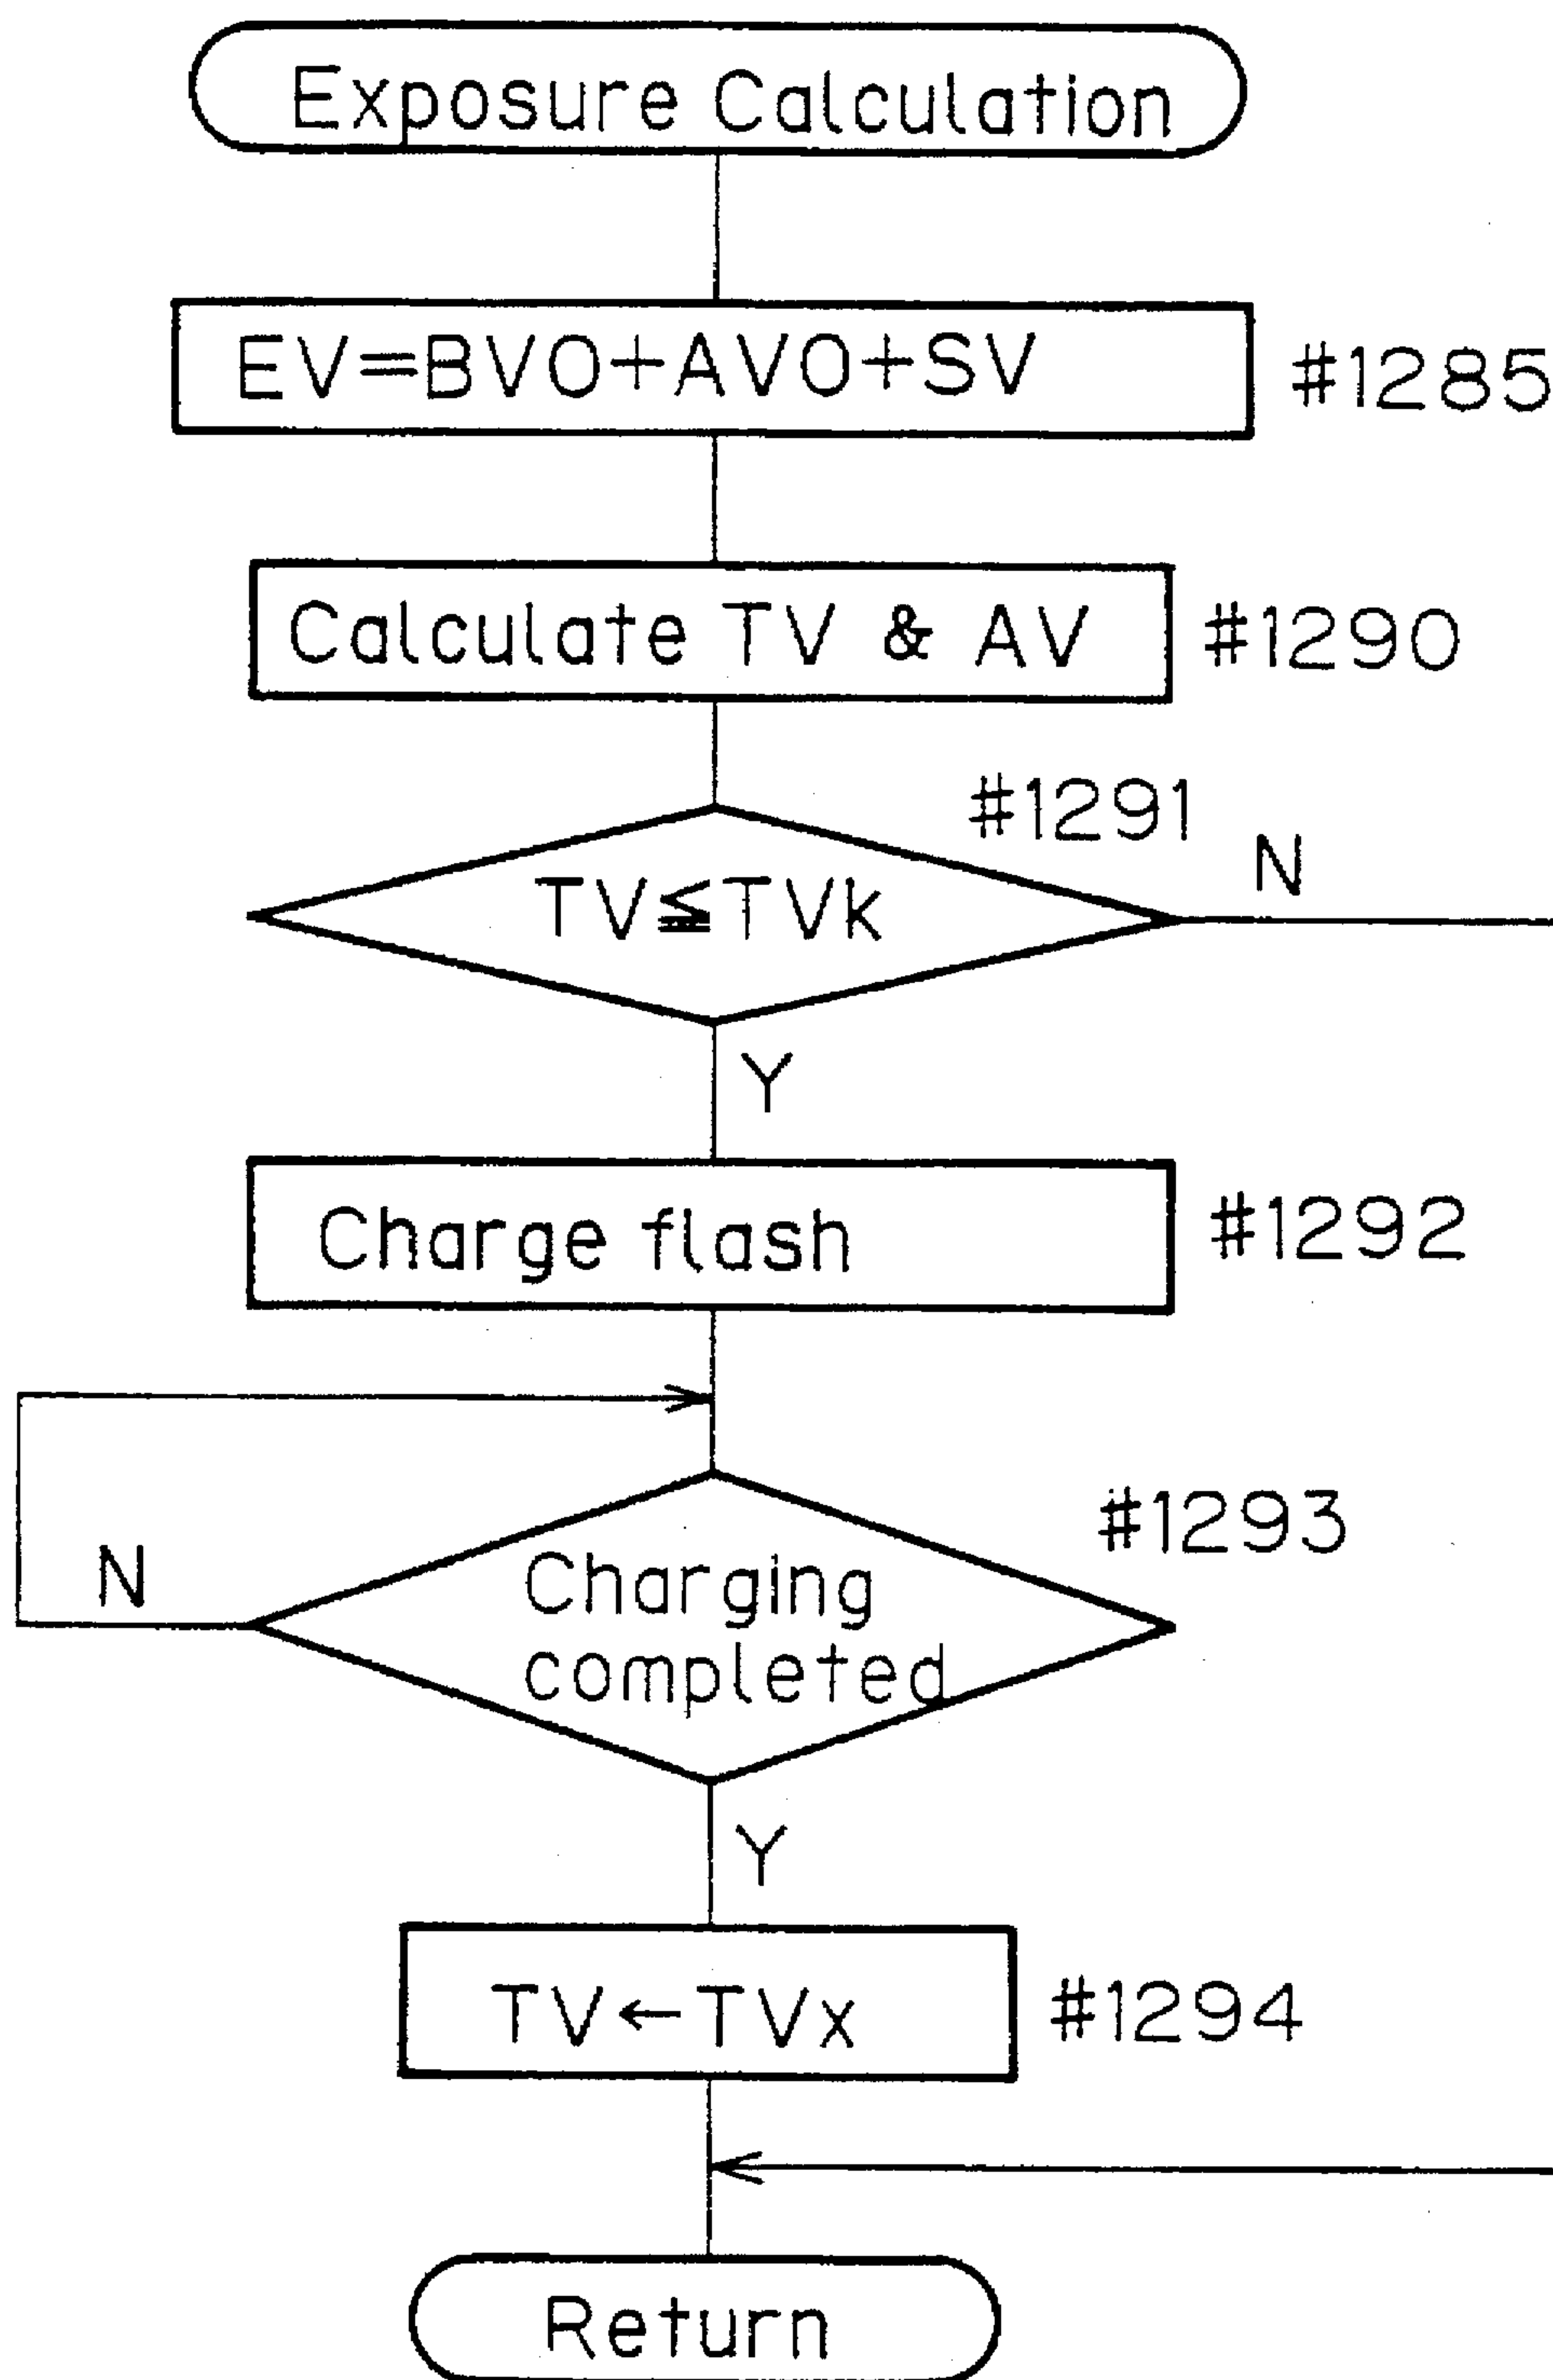 Exposure Calculation
EV=BVO+AVO+SV
#1285
Calculate TV & AV
#1290
#1291
N
TV≦TVk
Y
Charge flash
#1292
#1293
N
Charging
completed
Y
TV←TVx
#1294
Return